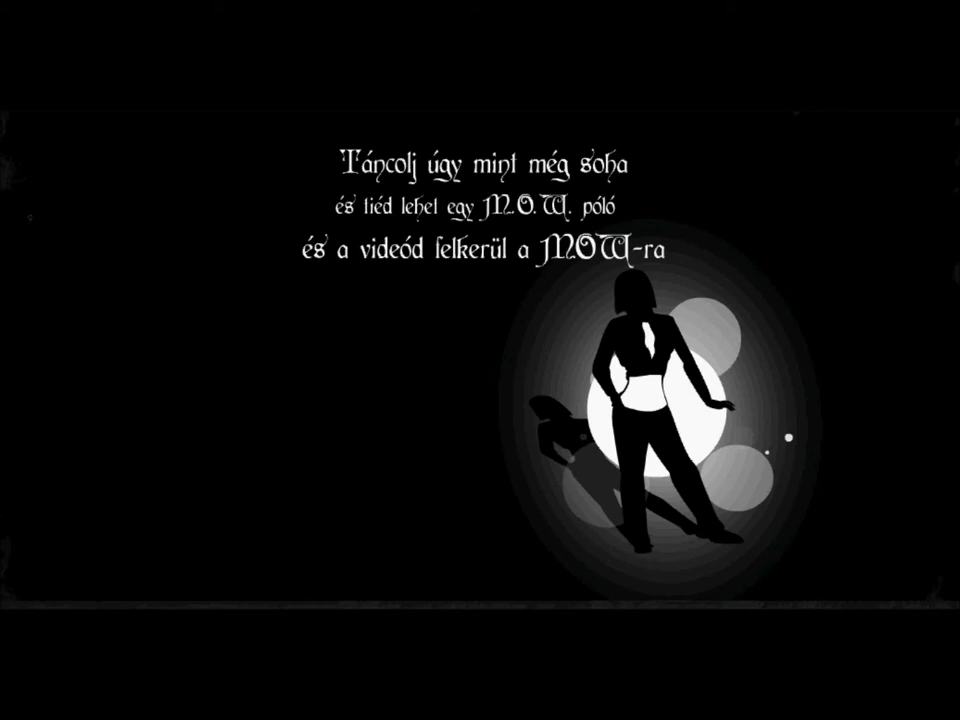 Táncolj úgy mint még soha
és tiéd lehet egy M.O.W. póló
és a videód felkerül a MOW-ra